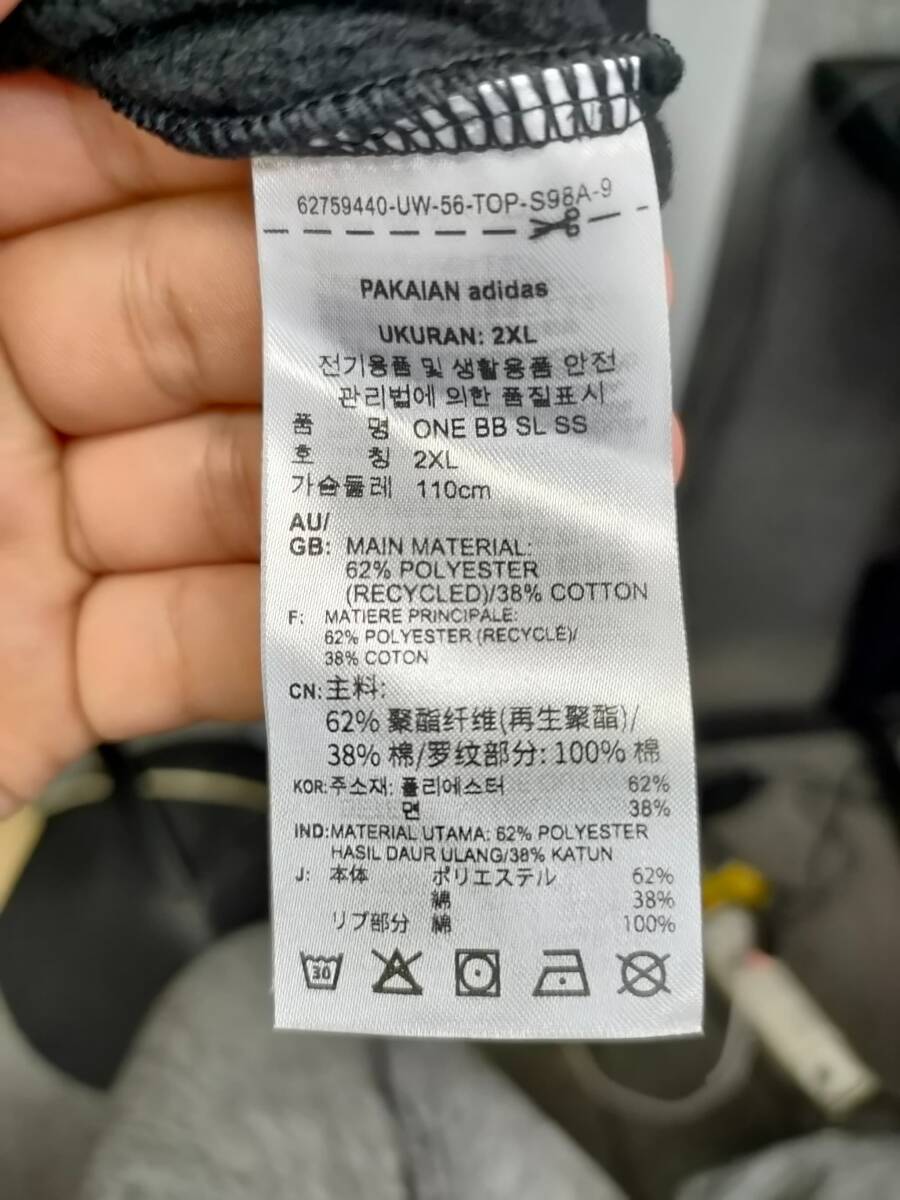 62759440-UW-56-TOP-S98A-9
PAKAIAN adidas
UKURAN: 2XL
전기용품 및 생활용품 안전
관리법에 의한 품질표시
품 명 ONE BB SL SS
호 칭 2XL
가슴둘레 110cm
AU/
GB: MAIN MATERIAL:
62% POLYESTER
(RECYCLED)/38% COTTON
F: MATIERE PRINCIPALE:
62% POLYESTER (RECYCLÉ)/
38% COTON
CN: 主料:
62% 聚酯纤维(再生聚酯)/
38% 棉/罗纹部分: 100% 棉
KOR: 주소재: 폴리에스터 62%
면 38%
IND: MATERIAL UTAMA: 62% POLYESTER
HASIL DAUR ULANG/38% KATUN
J: 本体 ポリエステル 62%
綿 38%
リブ部分 綿 100%
30